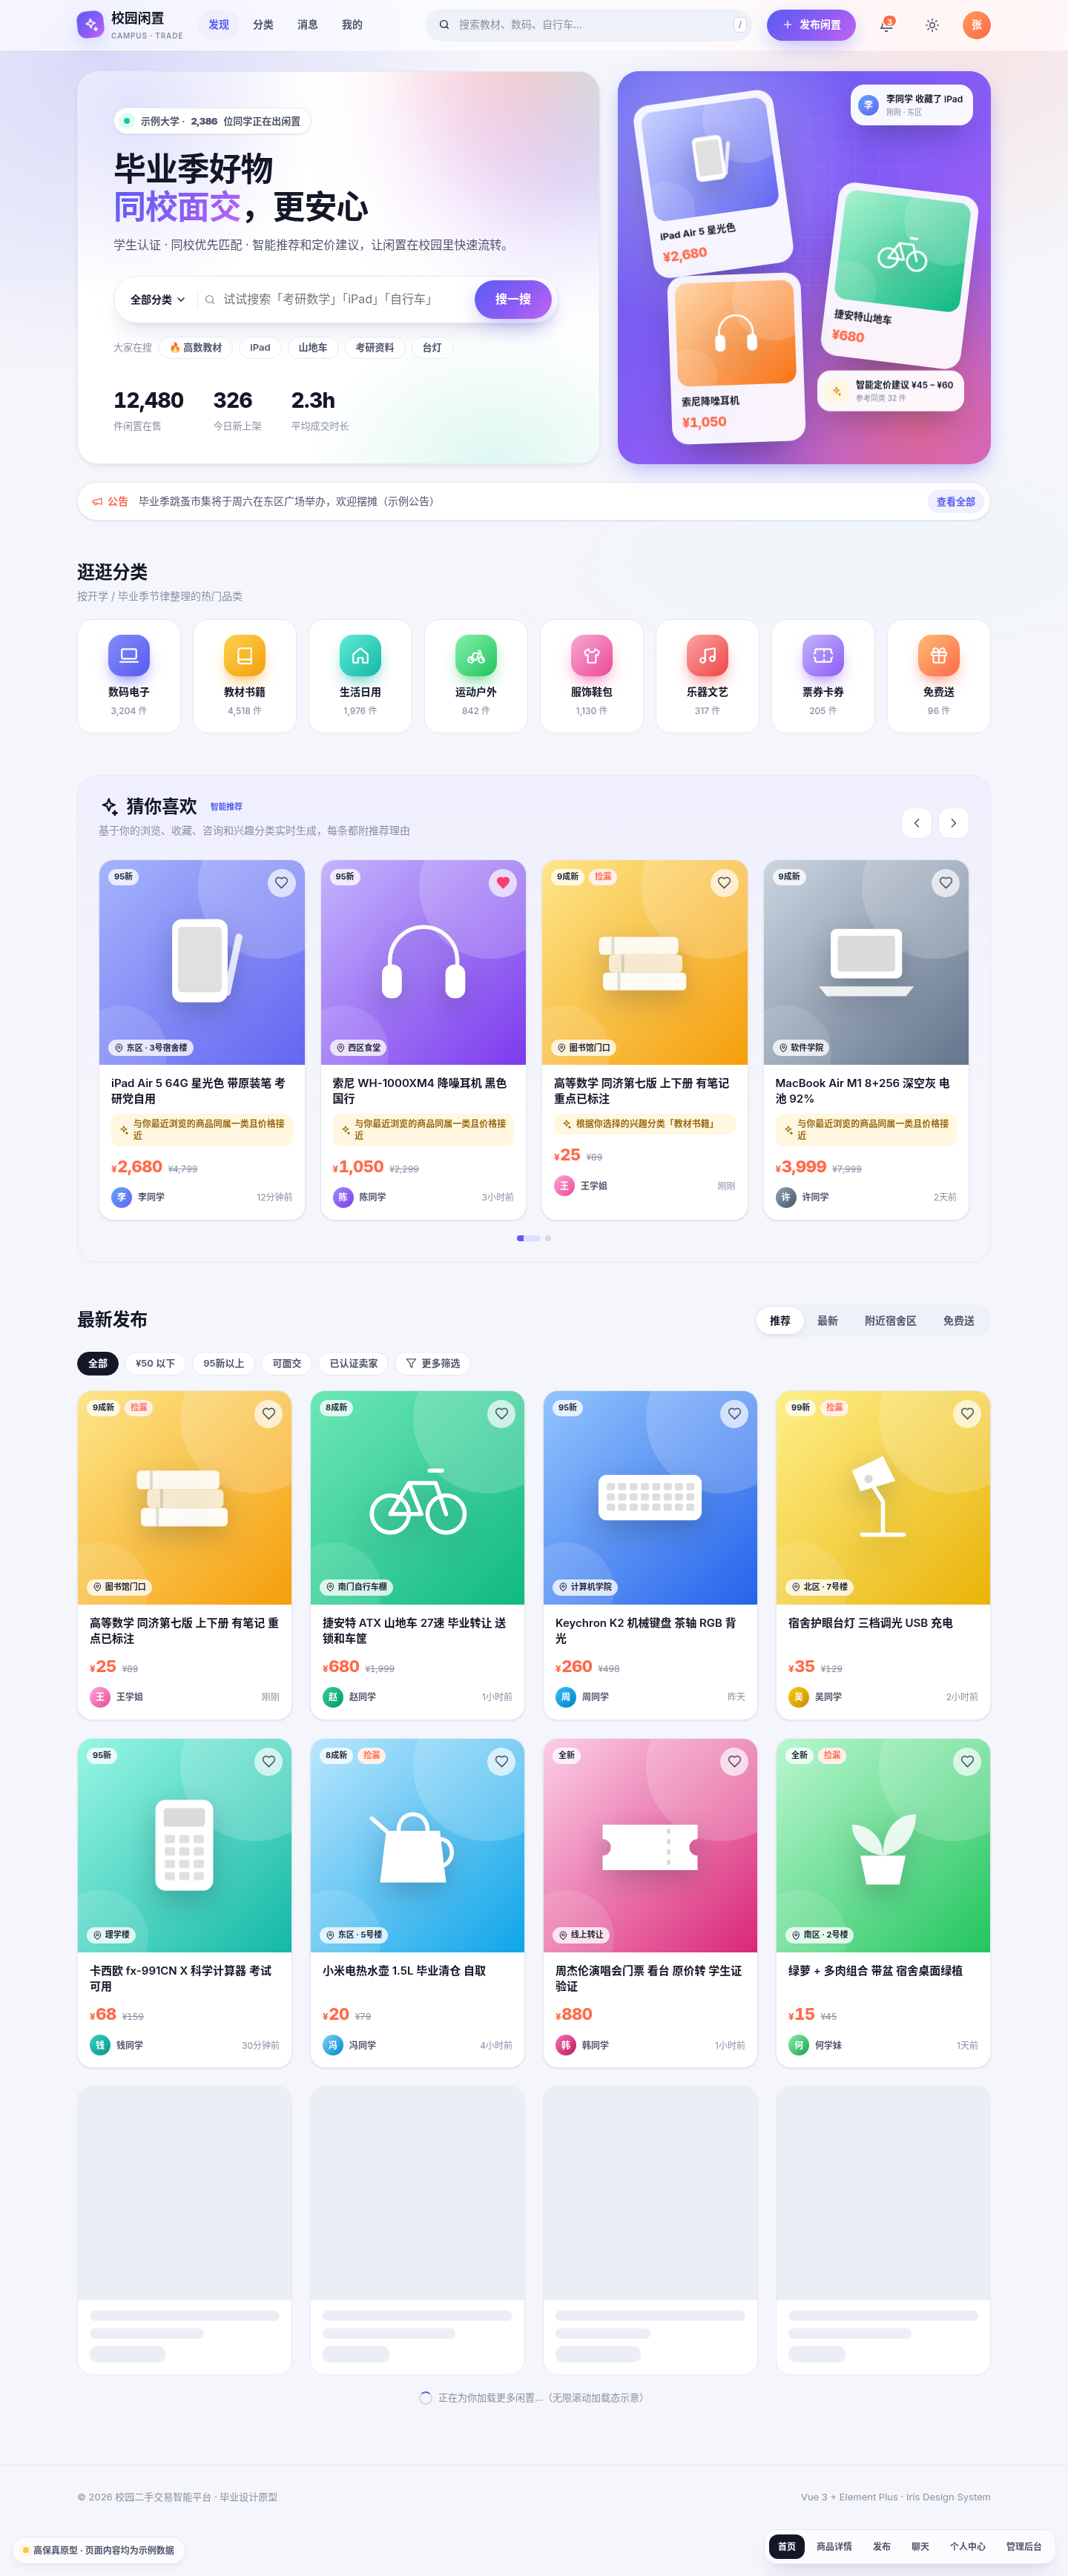 校园闲置
CAMPUS · TRADE
发现
分类
消息
我的
搜索教材、数码、自行车...
/
发布闲置
3
张
示例大学 · 2,386 位同学正在出闲置
毕业季好物
同校面交，更安心
学生认证 · 同校优先匹配 · 智能推荐和定价建议，让闲置在校园里快速流转。
全部分类
试试搜索「考研数学」「iPad」「自行车」
搜一搜
大家在搜
🔥 高数教材
iPad
山地车
考研资料
台灯
12,480
件闲置在售
326
今日新上架
2.3h
平均成交时长
李
李同学 收藏了 iPad
刚刚 · 东区
iPad Air 5 星光色
¥2,680
捷安特山地车
¥680
索尼降噪耳机
¥1,050
智能定价建议 ¥45 – ¥60
参考同类 32 件
公告
毕业季跳蚤市集将于周六在东区广场举办，欢迎摆摊（示例公告）
查看全部
逛逛分类
按开学 / 毕业季节律整理的热门品类
数码电子
3,204 件
教材书籍
4,518 件
生活日用
1,976 件
运动户外
842 件
服饰鞋包
1,130 件
乐器文艺
317 件
票券卡券
205 件
免费送
96 件
猜你喜欢
智能推荐
基于你的浏览、收藏、咨询和兴趣分类实时生成，每条都附推荐理由
95新
东区 · 3号宿舍楼
iPad Air 5 64G 星光色 带原装笔 考
研党自用
与你最近浏览的商品同属一类且价格接
近
¥2,680 ¥4,799
李
李同学
12分钟前
95新
西区食堂
索尼 WH-1000XM4 降噪耳机 黑色
国行
与你最近浏览的商品同属一类且价格接
近
¥1,050 ¥2,299
陈
陈同学
3小时前
9成新
捡漏
图书馆门口
高等数学 同济第七版 上下册 有笔记
重点已标注
根据你选择的兴趣分类「教材书籍」
¥25 ¥89
王
王学姐
刚刚
9成新
软件学院
MacBook Air M1 8+256 深空灰 电
池 92%
与你最近浏览的商品同属一类且价格接
近
¥3,999 ¥7,999
许
许同学
2天前
最新发布
推荐
最新
附近宿舍区
免费送
全部
¥50 以下
95新以上
可面交
已认证卖家
更多筛选
9成新
捡漏
图书馆门口
高等数学 同济第七版 上下册 有笔记 重
点已标注
¥25 ¥89
王
王学姐
刚刚
8成新
南门自行车棚
捷安特 ATX 山地车 27速 毕业转让 送
锁和车筐
¥680 ¥1,999
赵
赵同学
1小时前
95新
计算机学院
Keychron K2 机械键盘 茶轴 RGB 背
光
¥260 ¥498
周
周同学
昨天
99新
捡漏
北区 · 7号楼
宿舍护眼台灯 三档调光 USB 充电
¥35 ¥129
吴
吴同学
2小时前
95新
理学楼
卡西欧 fx-991CN X 科学计算器 考试
可用
¥68 ¥159
钱
钱同学
30分钟前
8成新
捡漏
东区 · 5号楼
小米电热水壶 1.5L 毕业清仓 自取
¥20 ¥79
冯
冯同学
4小时前
全新
线上转让
周杰伦演唱会门票 看台 原价转 学生证
验证
¥880
韩
韩同学
1小时前
全新
捡漏
南区 · 2号楼
绿萝 + 多肉组合 带盆 宿舍桌面绿植
¥15 ¥45
何
何学妹
1天前
正在为你加载更多闲置...（无限滚动加载态示意）
© 2026 校园二手交易智能平台 · 毕业设计原型
Vue 3 + Element Plus · Iris Design System
高保真原型 · 页面内容均为示例数据
首页
商品详情
发布
聊天
个人中心
管理后台